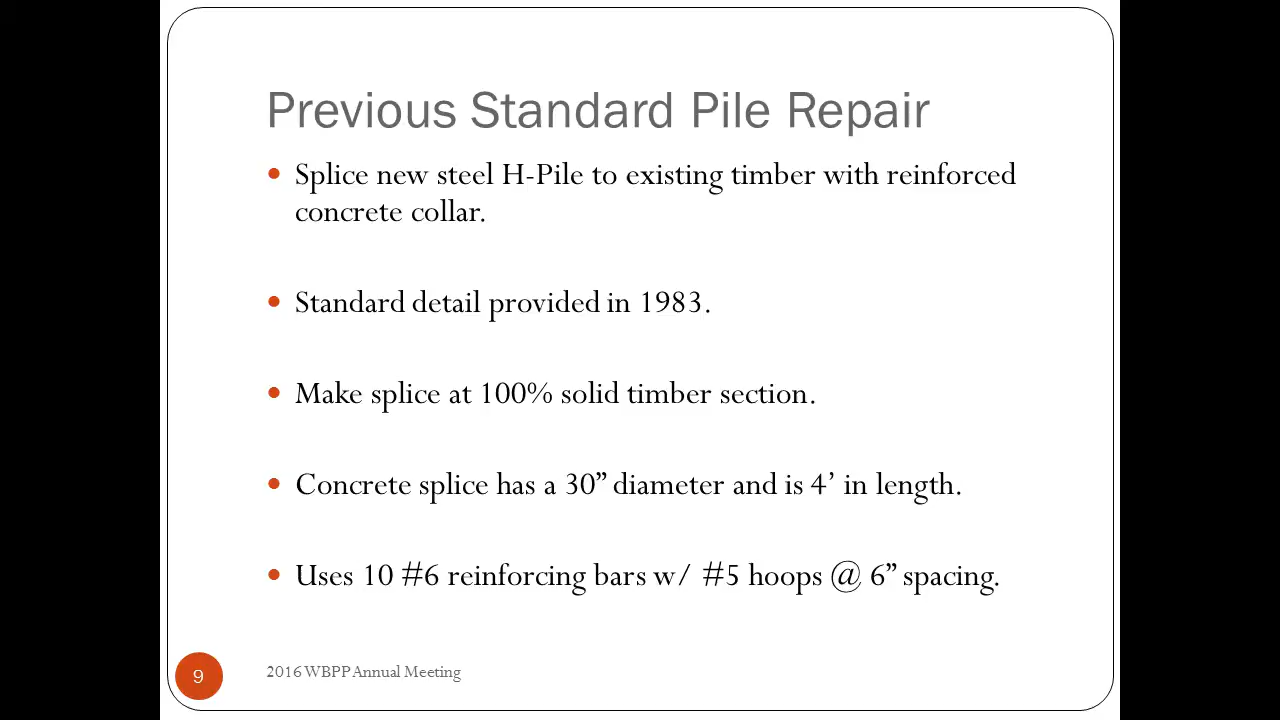 Previous Standard Pile Repair
• Splice new steel H-Pile to existing timber with reinforced
concrete collar.
• Standard detail provided in 1983.
• Make splice at 100% solid timber section.
• Concrete splice has a 30” diameter and is 4’ in length.
• Uses 10 #6 reinforcing bars w/ #5 hoops @ 6” spacing.
9
2016 WBPP Annual Meeting